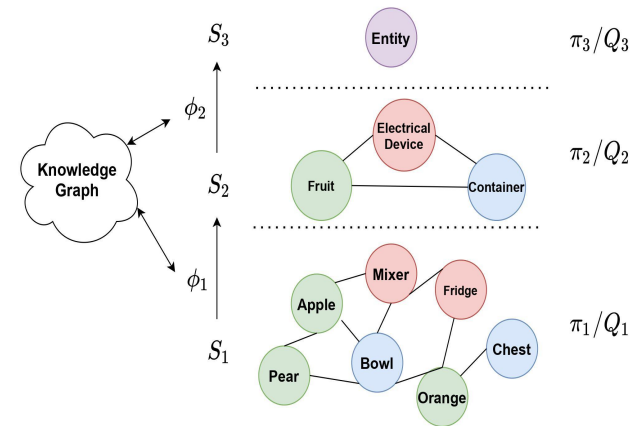 S₃
Entity
π₃/Q₃
ϕ₂
Electrical
Device
Knowledge
Graph
S₂
Fruit
Container
π₂/Q₂
ϕ₁
Mixer
Fridge
Apple
S₁
Bowl
Chest
π₁/Q₁
Pear
Orange